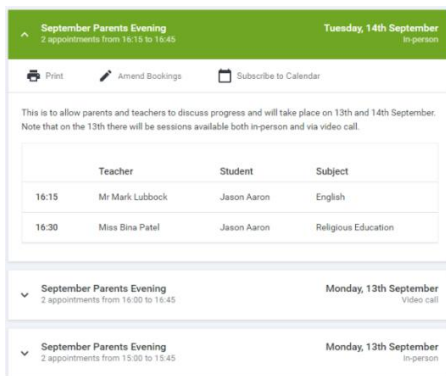 September Parents Evening Tuesday, 14th September
2 appointments from 16:15 to 16:45 In-person
Print Amend Bookings Subscribe to Calendar
This is to allow parents and teachers to discuss progress and will take place on 13th and 14th September.
Note that on the 13th there will be sessions available both in-person and via video call.
Teacher Student Subject
16:15 Mr Mark Lubbock Jason Aaron English
16:30 Miss Bina Patel Jason Aaron Religious Education
September Parents Evening Monday, 13th September
2 appointments from 16:00 to 16:45 Video call
September Parents Evening Monday, 13th September
2 appointments from 15:00 to 15:45 In-person